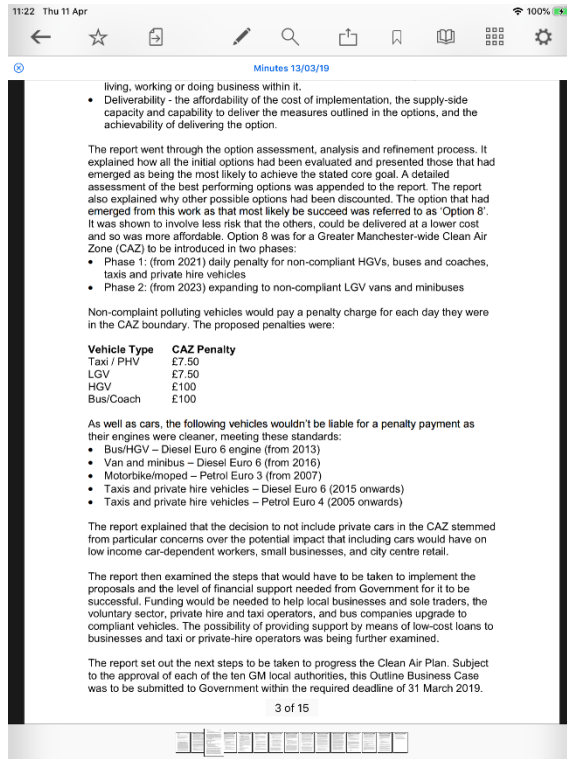 11:22 Thu 11 Apr
100%
Minutes 13/03/19
living, working or doing business within it.
• Deliverability - the affordability of the cost of implementation, the supply-side
capacity and capability to deliver the measures outlined in the options, and the
achievability of delivering the option.
The report went through the option assessment, analysis and refinement process. It
explained how all the initial options had been evaluated and presented those that had
emerged as being the most likely to achieve the stated core goal. A detailed
assessment of the best performing options was appended to the report. The report
also explained why other possible options had been discounted. The option that had
emerged from this work as that most likely be succeed was referred to as ‘Option 8’.
It was shown to involve less risk that the others, could be delivered at a lower cost
and so was more affordable. Option 8 was for a Greater Manchester-wide Clean Air
Zone (CAZ) to be introduced in two phases:
• Phase 1: (from 2021) daily penalty for non-compliant HGVs, buses and coaches,
taxis and private hire vehicles
• Phase 2: (from 2023) expanding to non-compliant LGV vans and minibuses
Non-complaint polluting vehicles would pay a penalty charge for each day they were
in the CAZ boundary. The proposed penalties were:
Vehicle Type CAZ Penalty
Taxi / PHV £7.50
LGV £7.50
HGV £100
Bus/Coach £100
As well as cars, the following vehicles wouldn’t be liable for a penalty payment as
their engines were cleaner, meeting these standards:
• Bus/HGV – Diesel Euro 6 engine (from 2013)
• Van and minibus – Diesel Euro 6 (from 2016)
• Motorbike/moped – Petrol Euro 3 (from 2007)
• Taxis and private hire vehicles – Diesel Euro 6 (2015 onwards)
• Taxis and private hire vehicles – Petrol Euro 4 (2005 onwards)
The report explained that the decision to not include private cars in the CAZ stemmed
from particular concerns over the potential impact that including cars would have on
low income car-dependent workers, small businesses, and city centre retail.
The report then examined the steps that would have to be taken to implement the
proposals and the level of financial support needed from Government for it to be
successful. Funding would be needed to help local businesses and sole traders, the
voluntary sector, private hire and taxi operators, and bus companies upgrade to
compliant vehicles. The possibility of providing support by means of low-cost loans to
businesses and taxi or private-hire operators was being further examined.
The report set out the next steps to be taken to progress the Clean Air Plan. Subject
to the approval of each of the ten GM local authorities, this Outline Business Case
was to be submitted to Government within the required deadline of 31 March 2019.
3 of 15